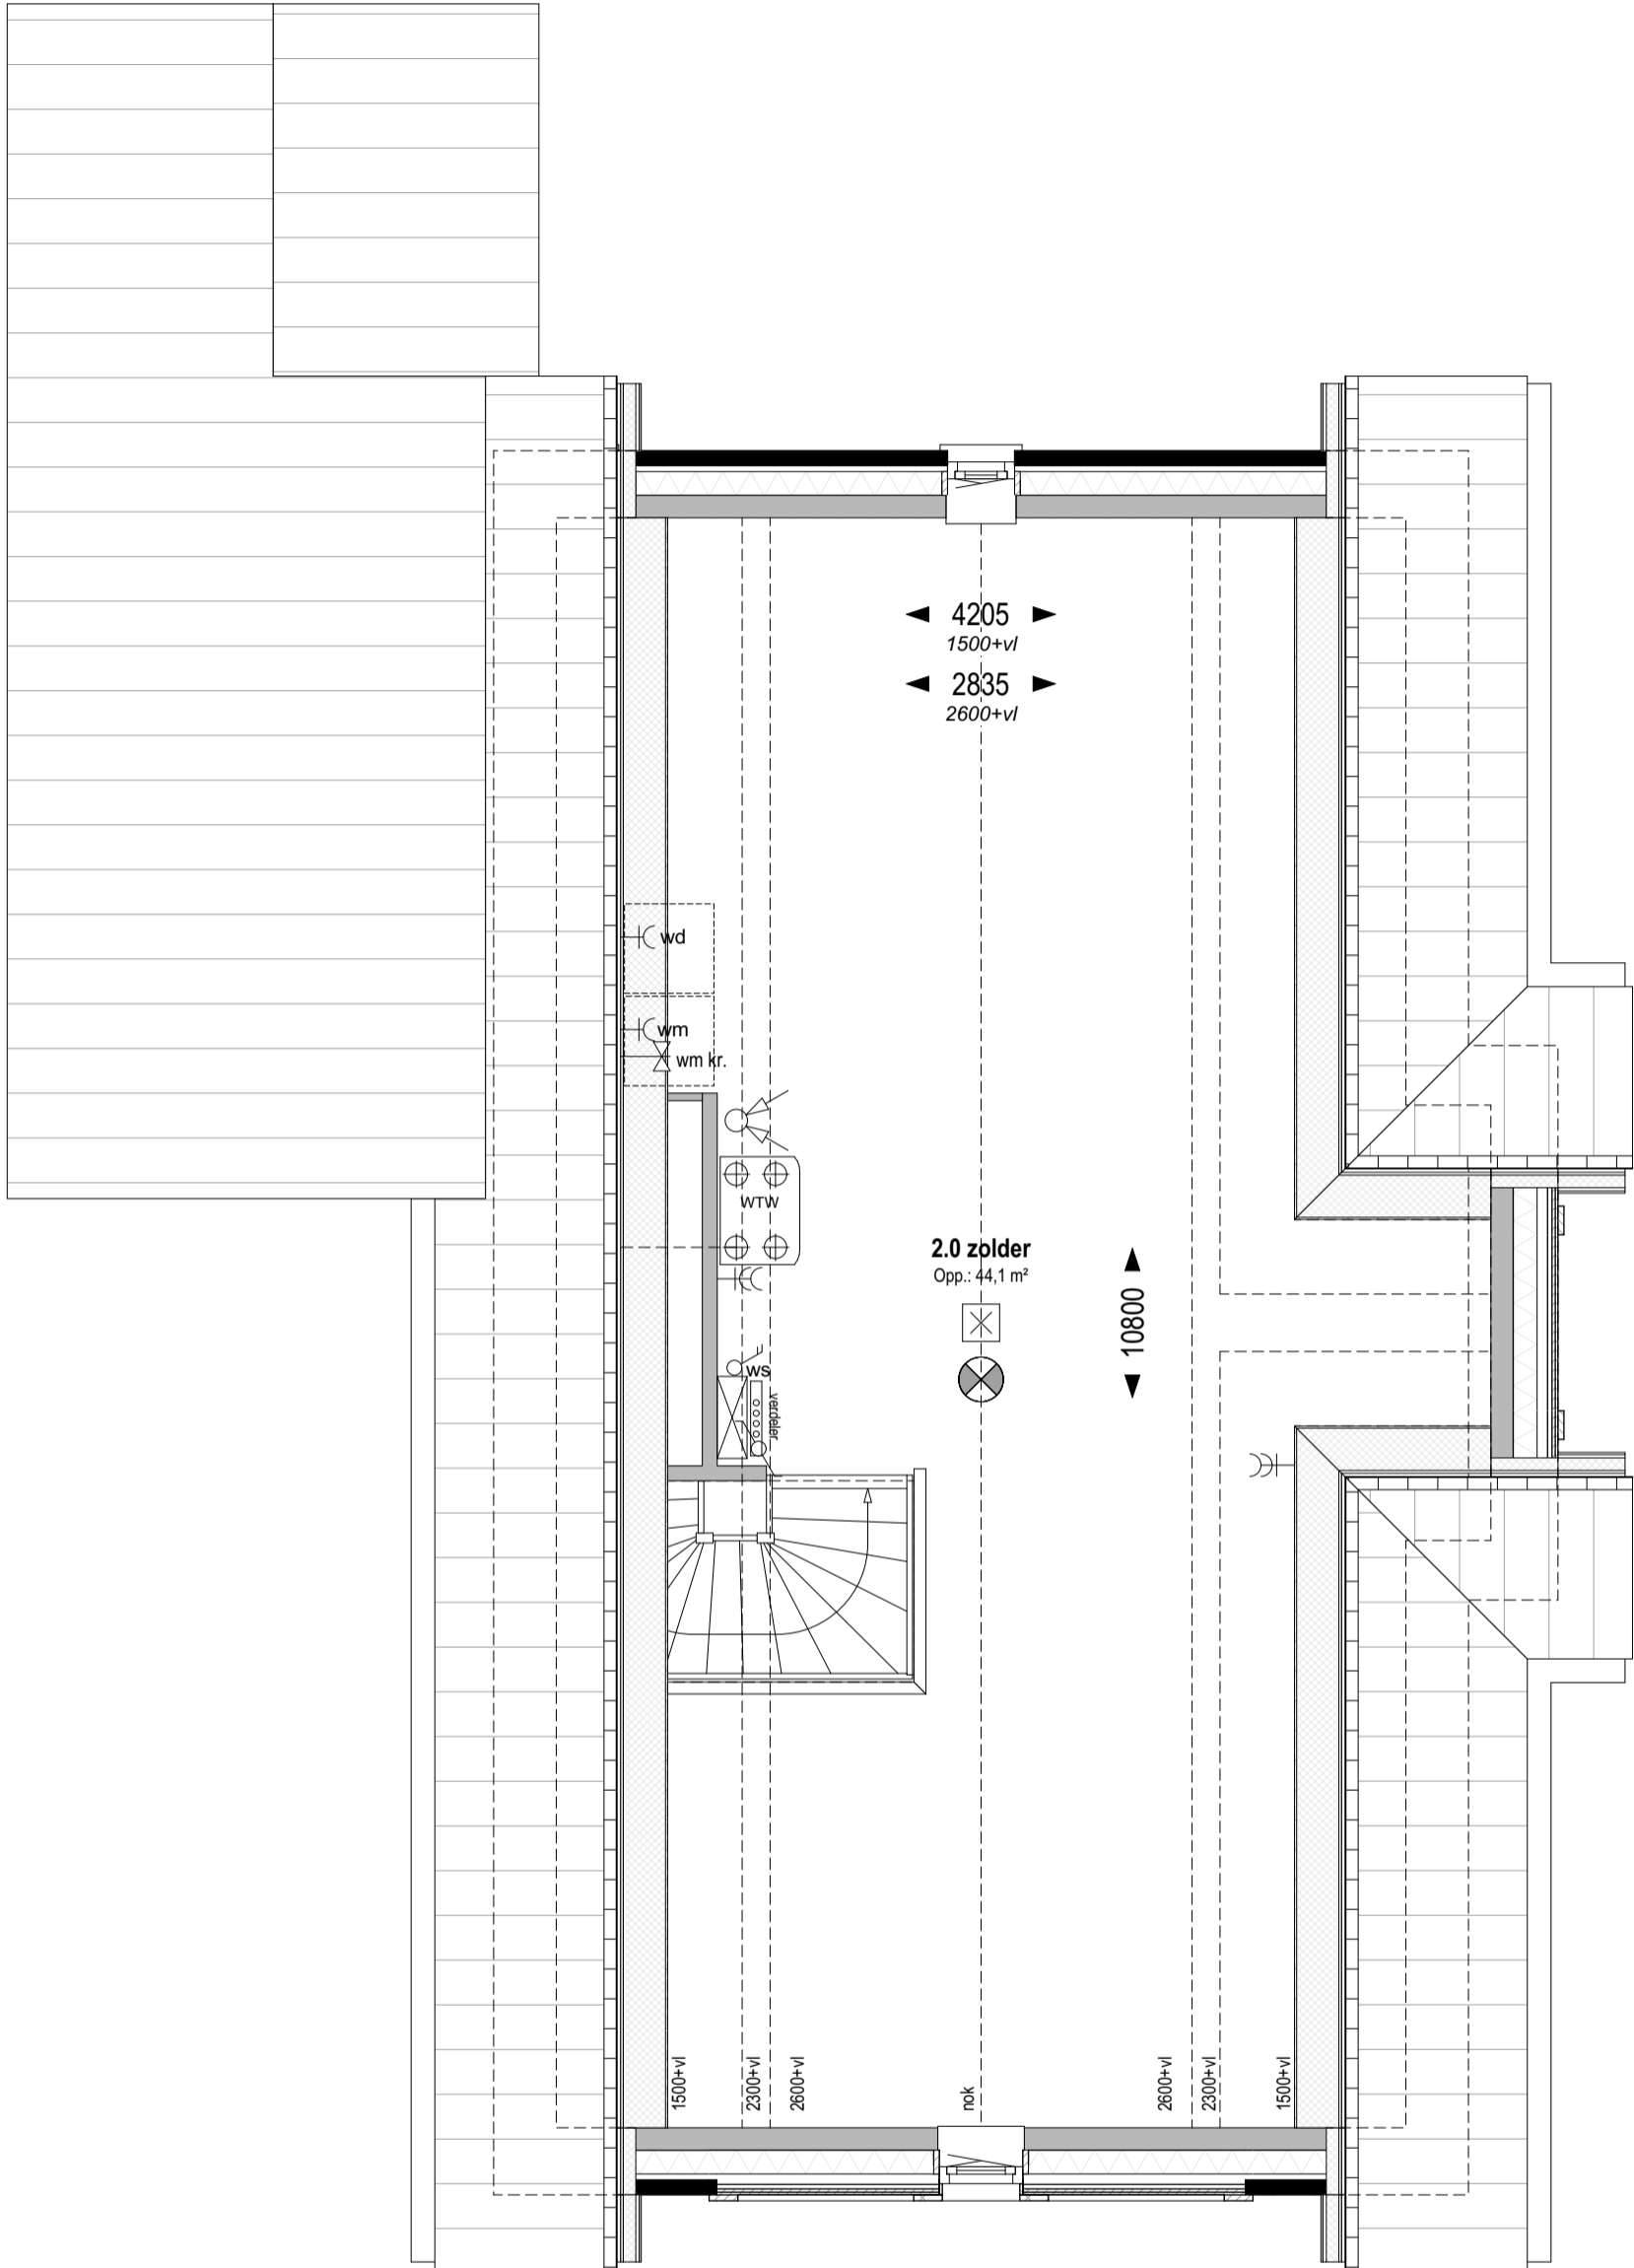 4205
1500+vl
2835
2600+vl
wd
wm
wm kr.
WTW
2.0 zolder
Opp.: 44,1 m²
10800
ws
verdeler
1500+vl
2300+vl
2600+vl
nok
2600+vl
2300+vl
1500+vl